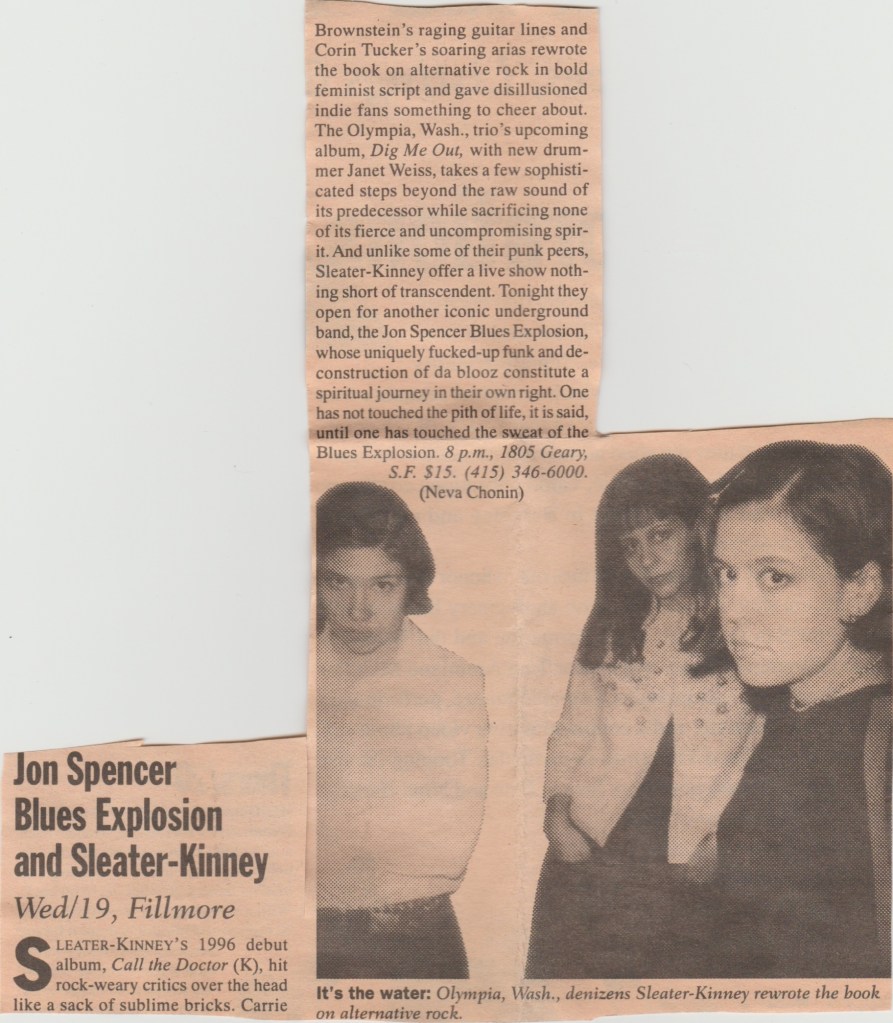 Jon Spencer
Blues Explosion
and Sleater-Kinney
Wed/19, Fillmore
SLEATER-KINNEY'S 1996 debut
album, Call the Doctor (K), hit
rock-weary critics over the head
like a sack of sublime bricks. Carrie
Brownstein's raging guitar lines and
Corin Tucker's soaring arias rewrote
the book on alternative rock in bold
feminist script and gave disillusioned
indie fans something to cheer about.
The Olympia, Wash., trio's upcoming
album, Dig Me Out, with new drum-
mer Janet Weiss, takes a few sophisti-
cated steps beyond the raw sound of
its predecessor while sacrificing none
of its fierce and uncompromising spir-
it. And unlike some of their punk peers,
Sleater-Kinney offer a live show noth-
ing short of transcendent. Tonight they
open for another iconic underground
band, the Jon Spencer Blues Explosion,
whose uniquely fucked-up funk and de-
construction of da blooz constitute a
spiritual journey in their own right. One
has not touched the pith of life, it is said,
until one has touched the sweat of the
Blues Explosion. 8 p.m., 1805 Geary,
S.F. $15. (415) 346-6000.
(Neva Chonin)
It's the water: Olympia, Wash., denizens Sleater-Kinney rewrote the book
on alternative rock.